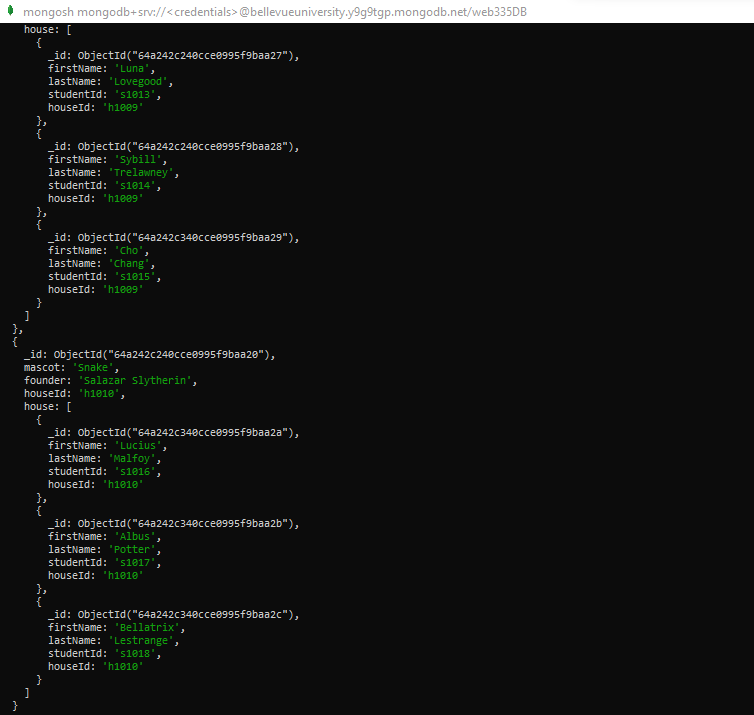 mongosh mongodb+srv://<credentials>@bellevueuniversity.y9g9tgp.mongodb.net/web335DB
house: [
{
_id: ObjectId("64a242c240cce0995f9baa27"),
firstName: 'Luna',
lastName: 'Lovegood',
studentId: 's1013',
houseId: 'h1009'
},
{
_id: ObjectId("64a242c240cce0995f9baa28"),
firstName: 'Sybill',
lastName: 'Trelawney',
studentId: 's1014',
houseId: 'h1009'
},
{
_id: ObjectId("64a242c340cce0995f9baa29"),
firstName: 'Cho',
lastName: 'Chang',
studentId: 's1015',
houseId: 'h1009'
}
]
},
{
_id: ObjectId("64a242c240cce0995f9baa20"),
mascot: 'Snake',
founder: 'Salazar Slytherin',
houseId: 'h1010',
house: [
{
_id: ObjectId("64a242c340cce0995f9baa2a"),
firstName: 'Lucius',
lastName: 'Malfoy',
studentId: 's1016',
houseId: 'h1010'
},
{
_id: ObjectId("64a242c340cce0995f9baa2b"),
firstName: 'Albus',
lastName: 'Potter',
studentId: 's1017',
houseId: 'h1010'
},
{
_id: ObjectId("64a242c340cce0995f9baa2c"),
firstName: 'Bellatrix',
lastName: 'Lestrange',
studentId: 's1018',
houseId: 'h1010'
}
]
}